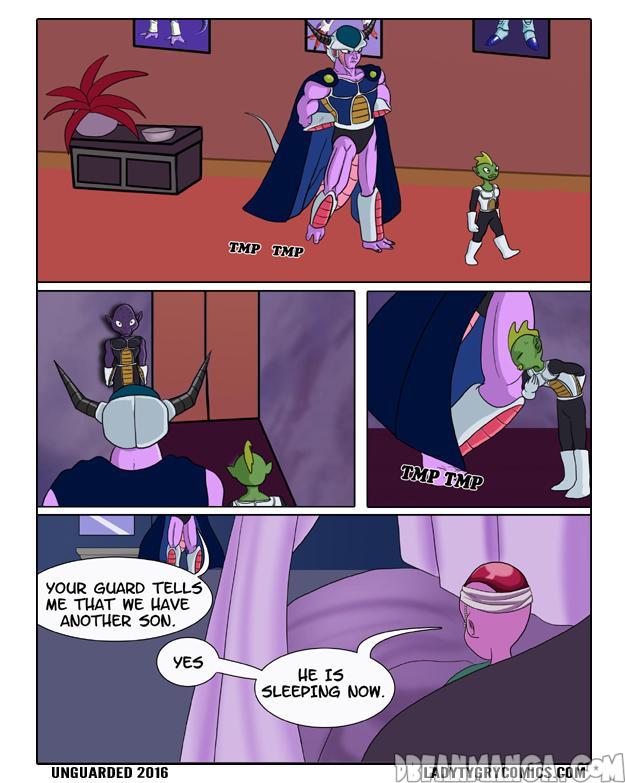 TMP TMP
TMP TMP
YOUR GUARD TELLS
ME THAT WE HAVE
ANOTHER SON.
YES
HE IS
SLEEPING NOW.
UNGUARDED 2016
LADYTYGRYCOMICS.COM
DBFANMANGA.COM